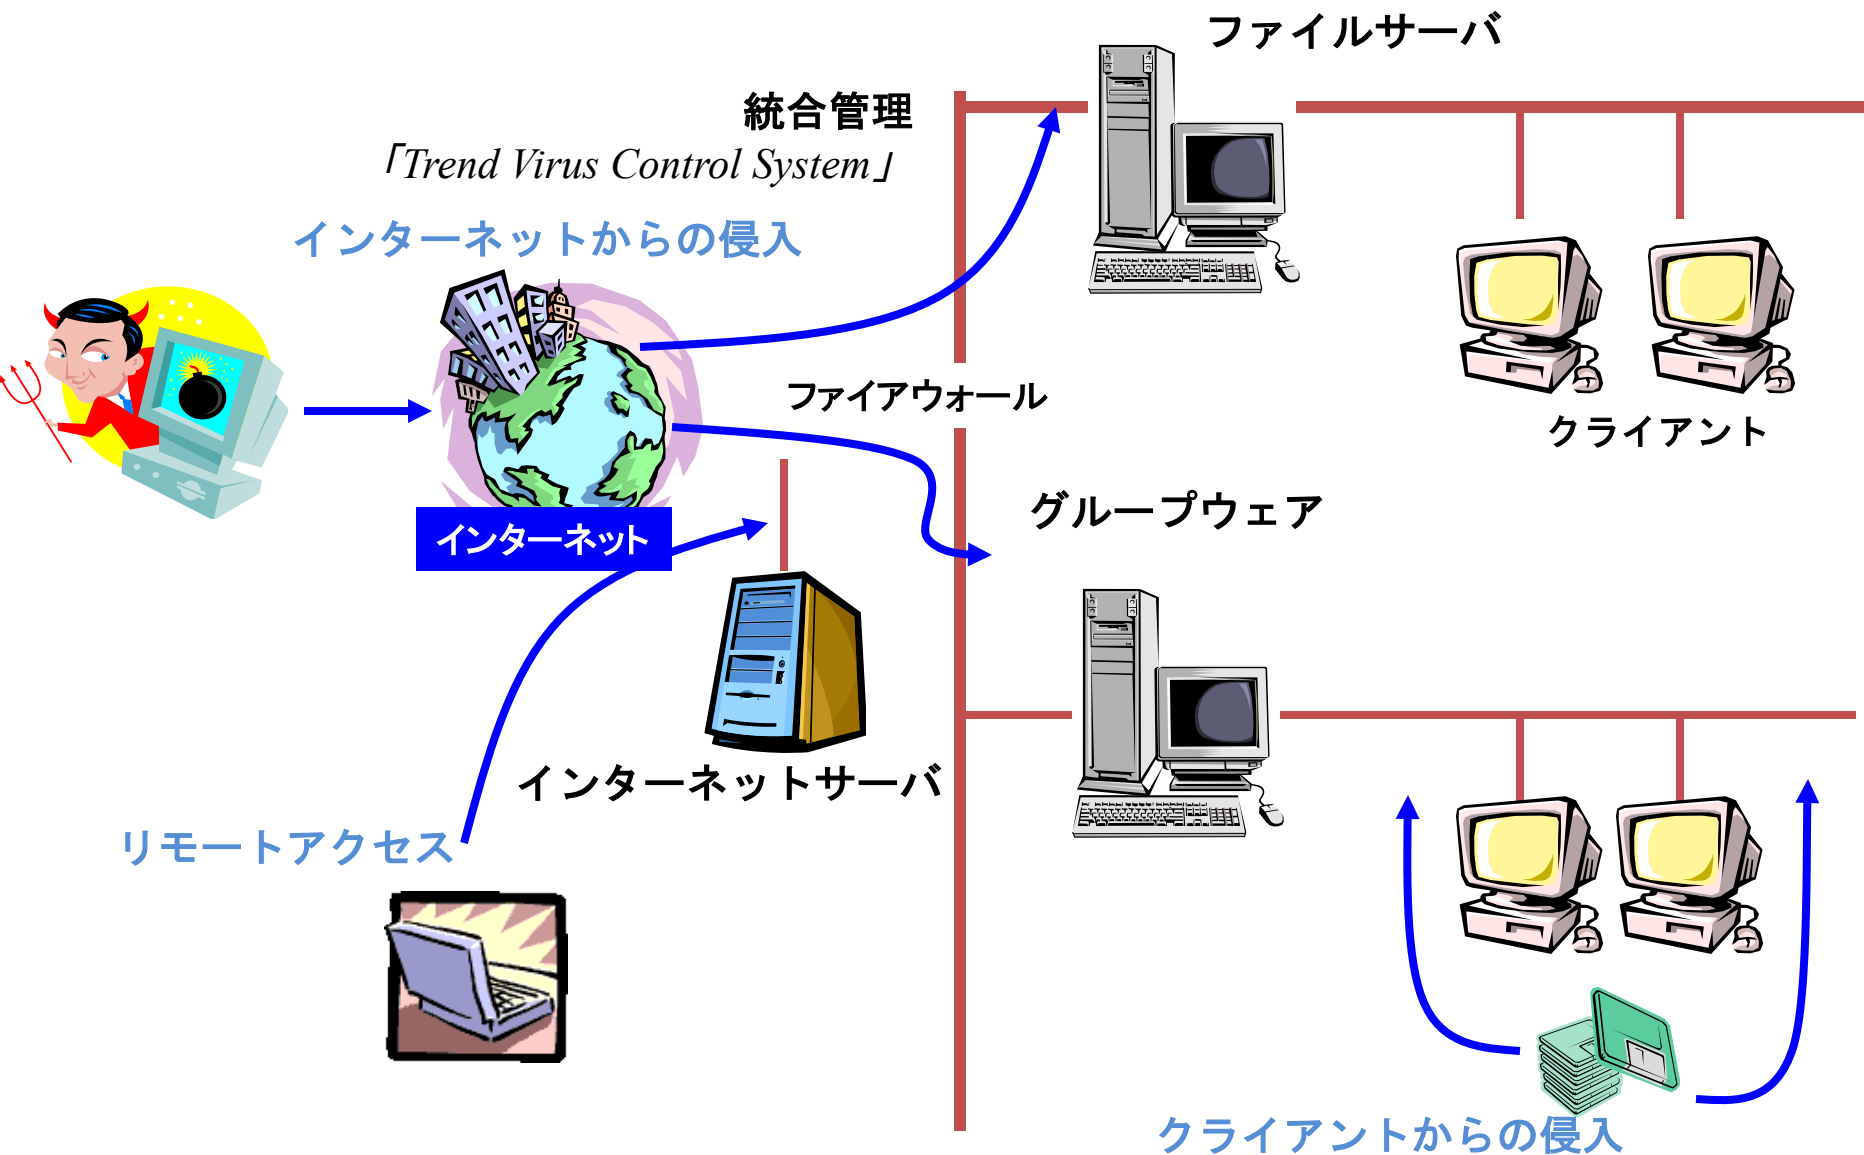 ファイルサーバ
統合管理
「Trend Virus Control System」
インターネットからの侵入
ファイアウォール
クライアント
グループウェア
インターネット
インターネットサーバ
リモートアクセス
クライアントからの侵入